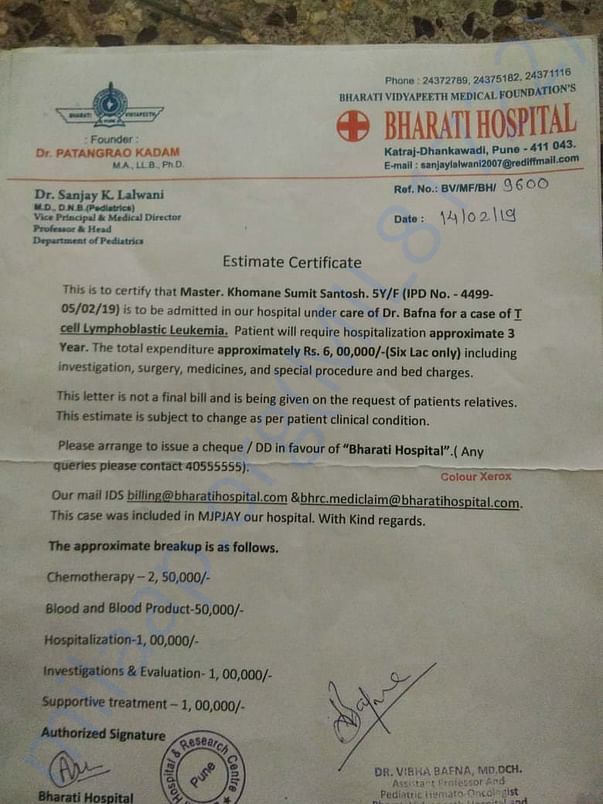 Phone : 24372789, 24375182, 24371116
BHARATI VIDYAPEETH MEDICAL FOUNDATION'S
BHARATI HOSPITAL
Katraj-Dhankawadi, Pune - 411 043.
E-mail : sanjaylalwani2007@rediffmail.com
BHARATI VIDYAPEETH
: Founder :
Dr. PATANGRAO KADAM
M.A., LL.B., Ph.D.
Dr. Sanjay K. Lalwani
M.D., D.N.B.(Pediatrics)
Vice Principal & Medical Director
Professor & Head
Department of Pediatrics
Ref. No.: BV/MF/BH/ 9600
Date : 14/02/19
Estimate Certificate
This is to certify that Master. Khomane Sumit Santosh. 5Y/F (IPD No. - 4499-
05/02/19) is to be admitted in our hospital under care of Dr. Bafna for a case of T
cell Lymphoblastic Leukemia. Patient will require hospitalization approximate 3
Year. The total expenditure approximately Rs. 6, 00,000/-(Six Lac only) including
investigation, surgery, medicines, and special procedure and bed charges.
This letter is not a final bill and is being given on the request of patients relatives.
This estimate is subject to change as per patient clinical condition.
Please arrange to issue a cheque / DD in favour of "Bharati Hospital".( Any
queries please contact 40555555).
Colour Xerox
Our mail IDS billing@bharatihospital.com &bhrc.mediclaim@bharatihospital.com.
This case was included in MJPJAY our hospital. With Kind regards.
The approximate breakup is as follows.
Chemotherapy – 2, 50,000/-
Blood and Blood Product-50,000/-
Hospitalization-1, 00,000/-
Investigations & Evaluation- 1, 00,000/-
Supportive treatment – 1, 00,000/-
Authorized Signature
Bharati Hospital
Hospital & Research Centre
Pune
Bafna
DR. VIBHA BAFNA, MD,DCH.
Assistant Professor And
Pediatric Hemato-Oncologist